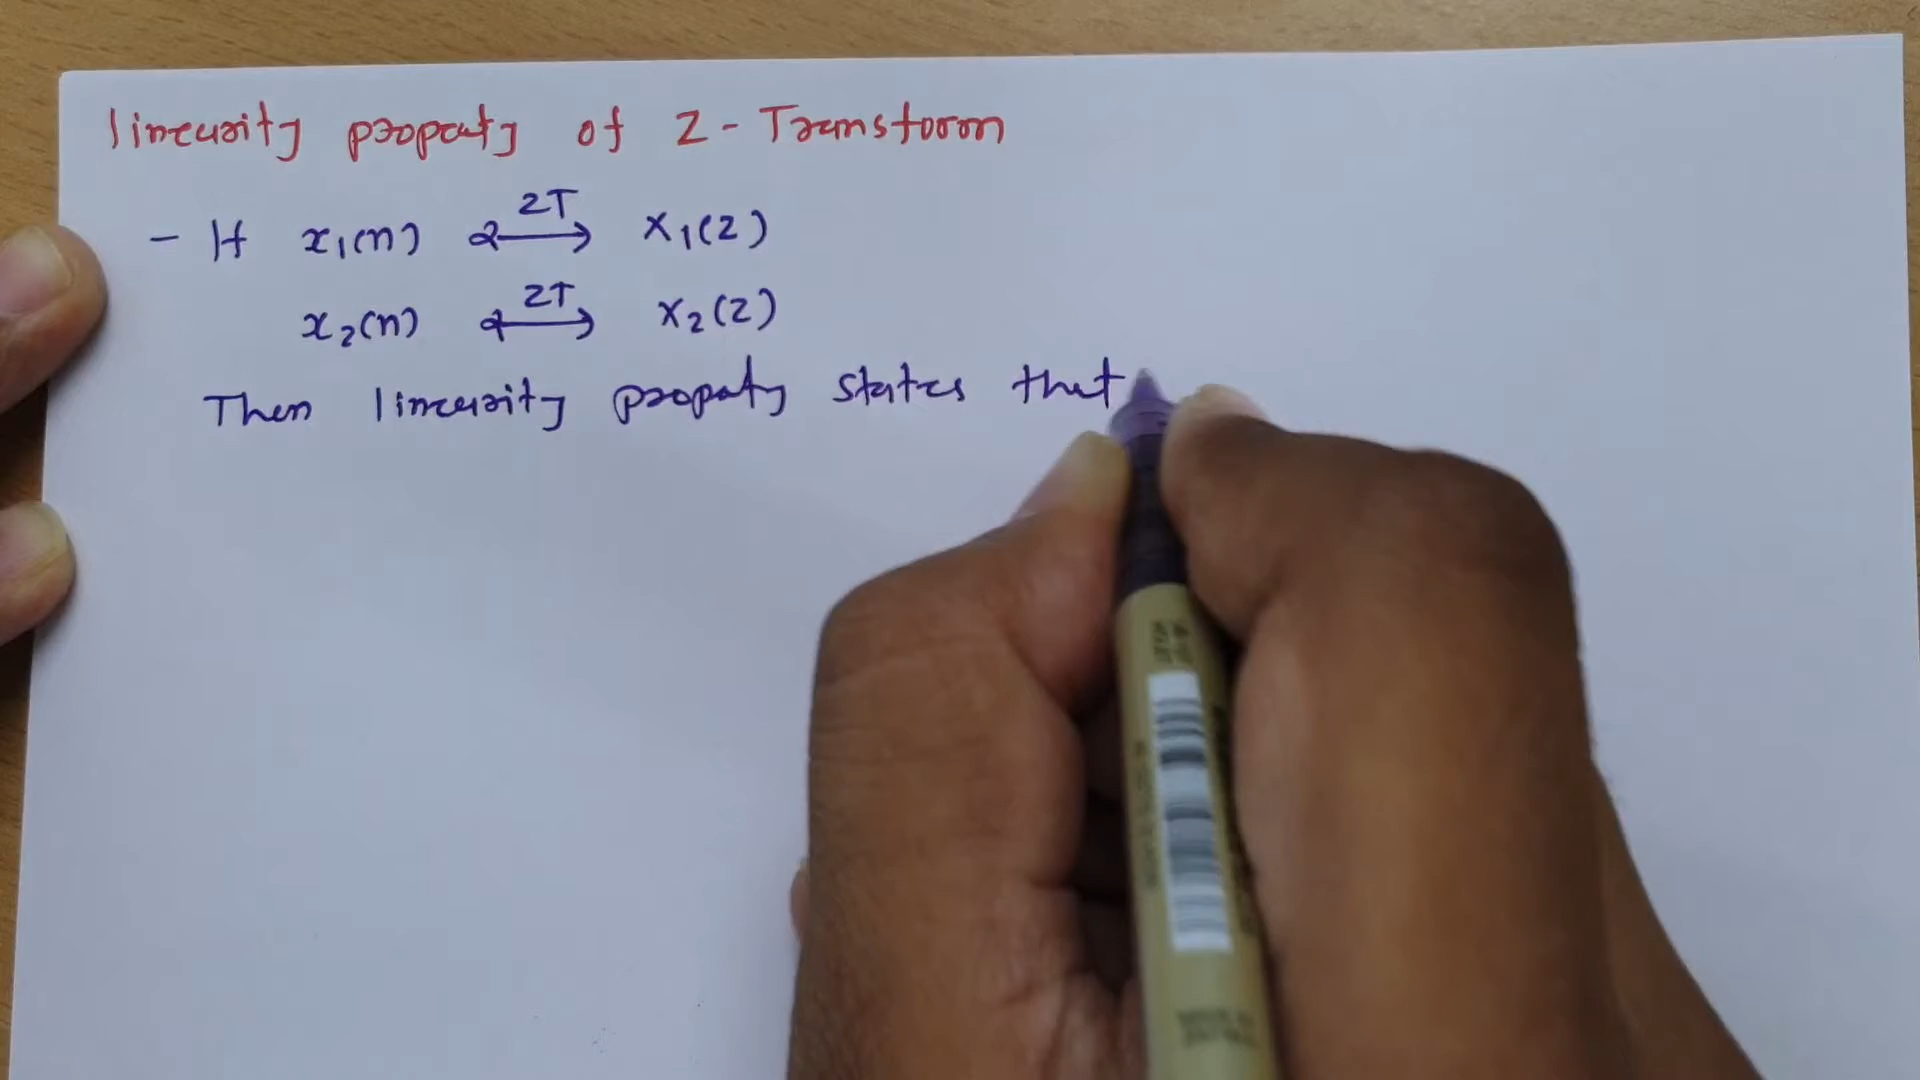 linearity property of Z-Transform
- If x₁(n) ⟷ ZT X₁(z)
x₂(n) ⟷ ZT X₂(z)
Then linearity property states that